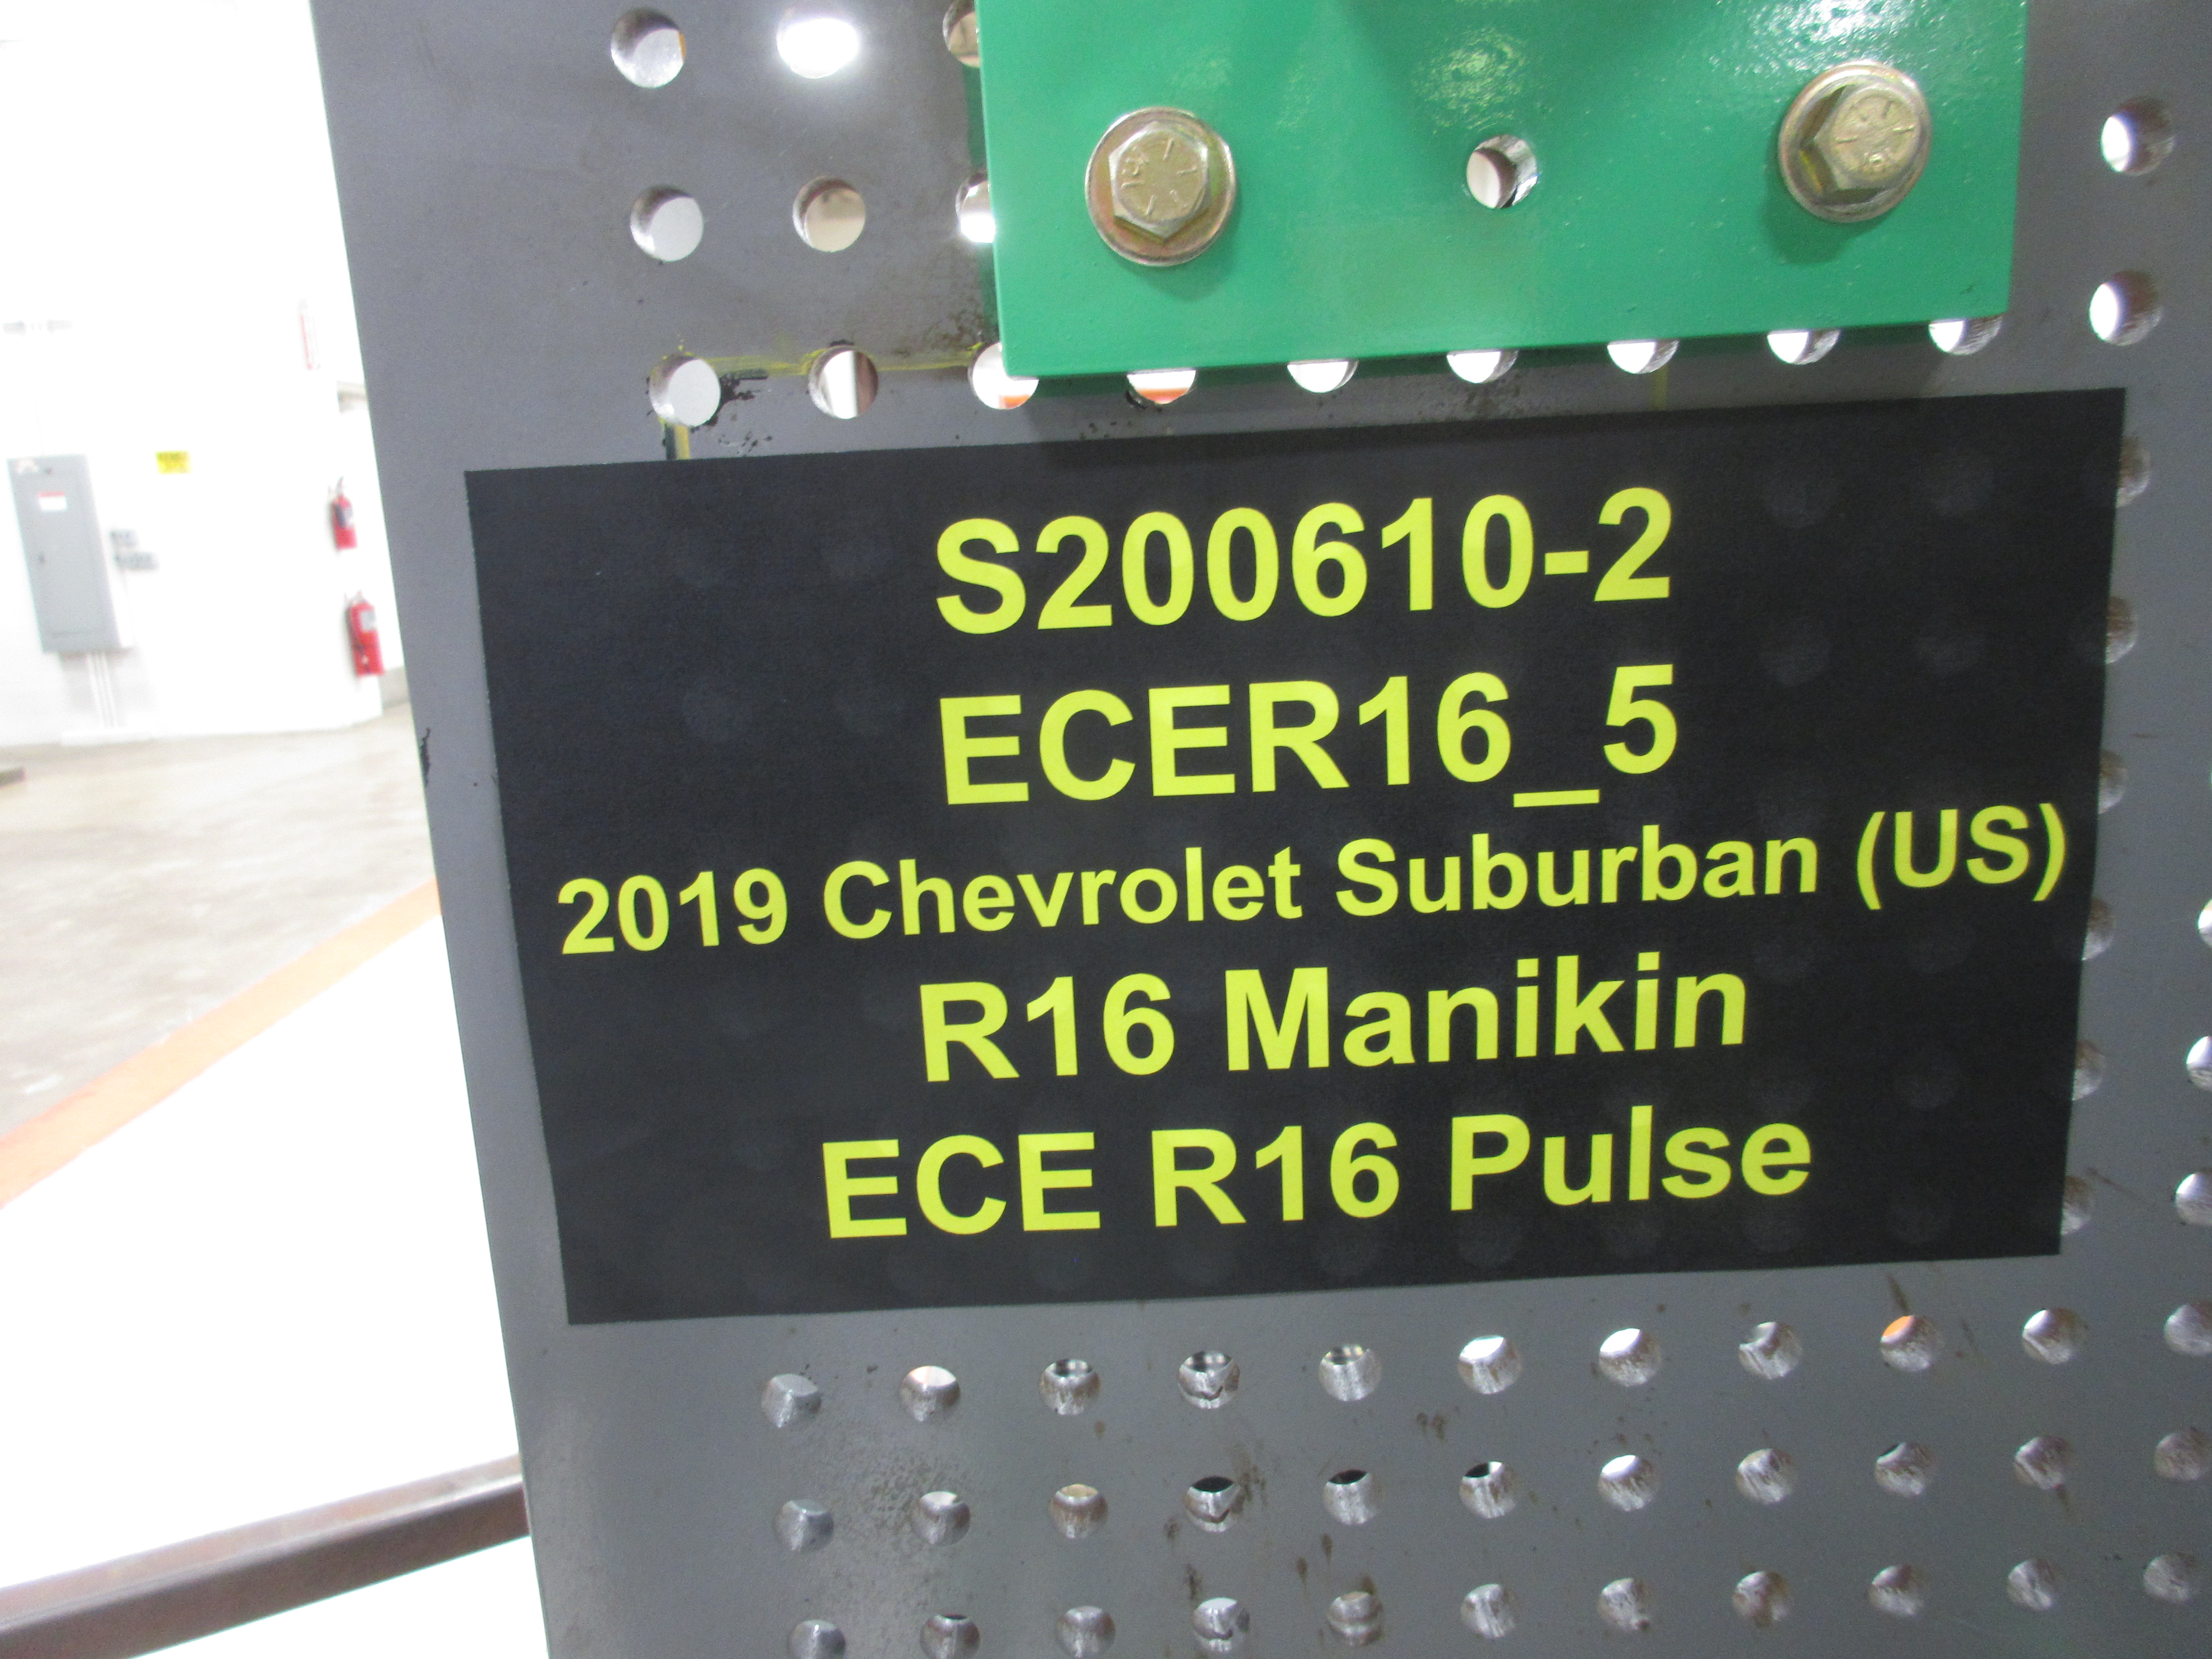 S200610-2
ECER16_5
2019 Chevrolet Suburban (US)
R16 Manikin
ECE R16 Pulse